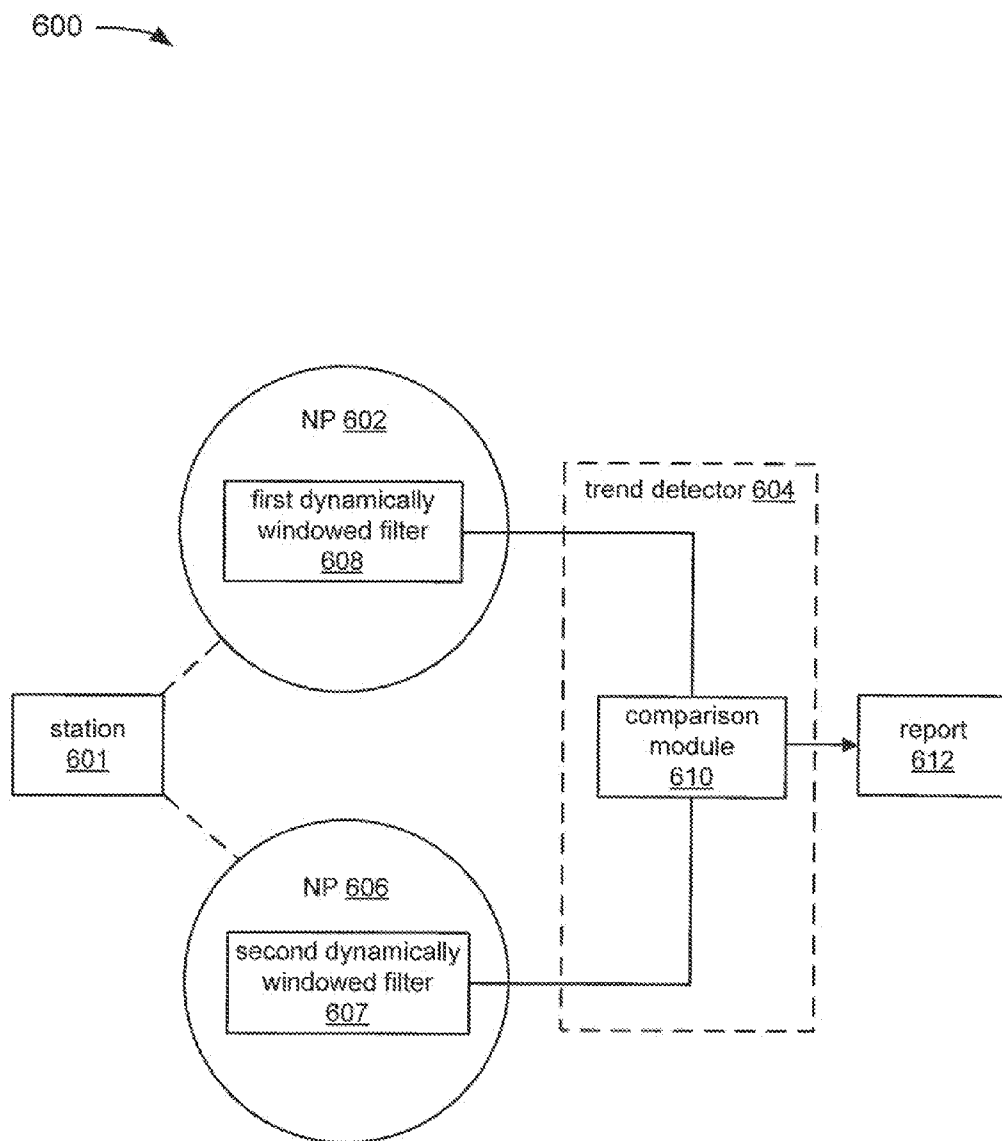 600
NP 602
first dynamically
windowed filter
608
trend detector 604
station
601
comparison
module
610
report
612
NP 606
second dynamically
windowed filter
607